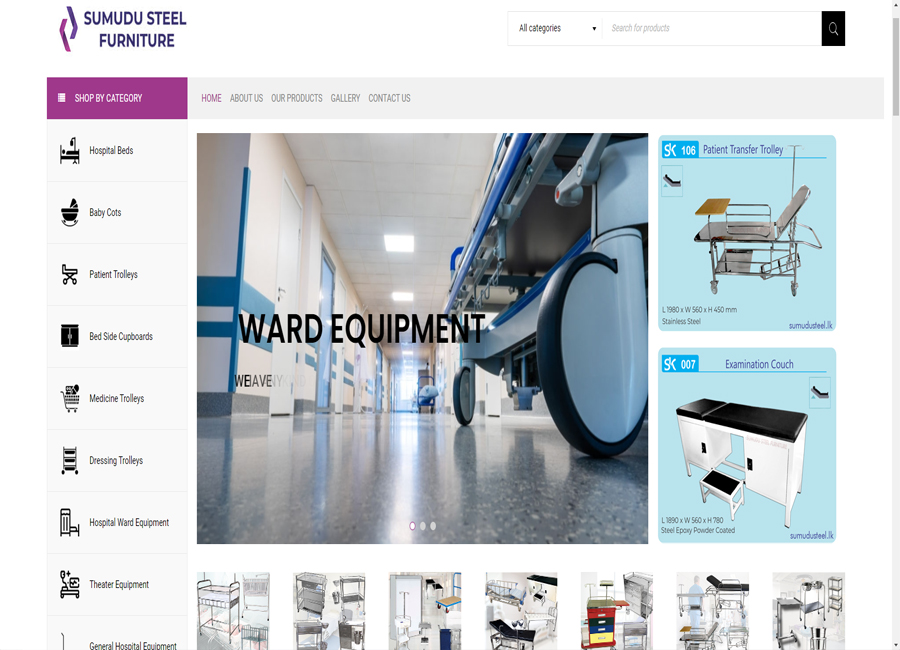 SUMUDU STEEL
FURNITURE
All categories
Search for products
SHOP BY CATEGORY
HOME ABOUT US OUR PRODUCTS GALLERY CONTACT US
Hospital Beds
Baby Cots
Patient Trolleys
Bed Side Cupboards
Medicine Trolleys
Dressing Trolleys
Hospital Ward Equipment
Theater Equipment
General Hospital Equipment
WARD EQUIPMENT
SK 106 Patient Transfer Trolley
L 1980 x W 560 x H 450 mm
Stainless Steel
sumudusteel.lk
SK 007 Examination Couch
L 1890 x W 560 x H 780
Steel Epoxy Powder Coated
sumudusteel.lk